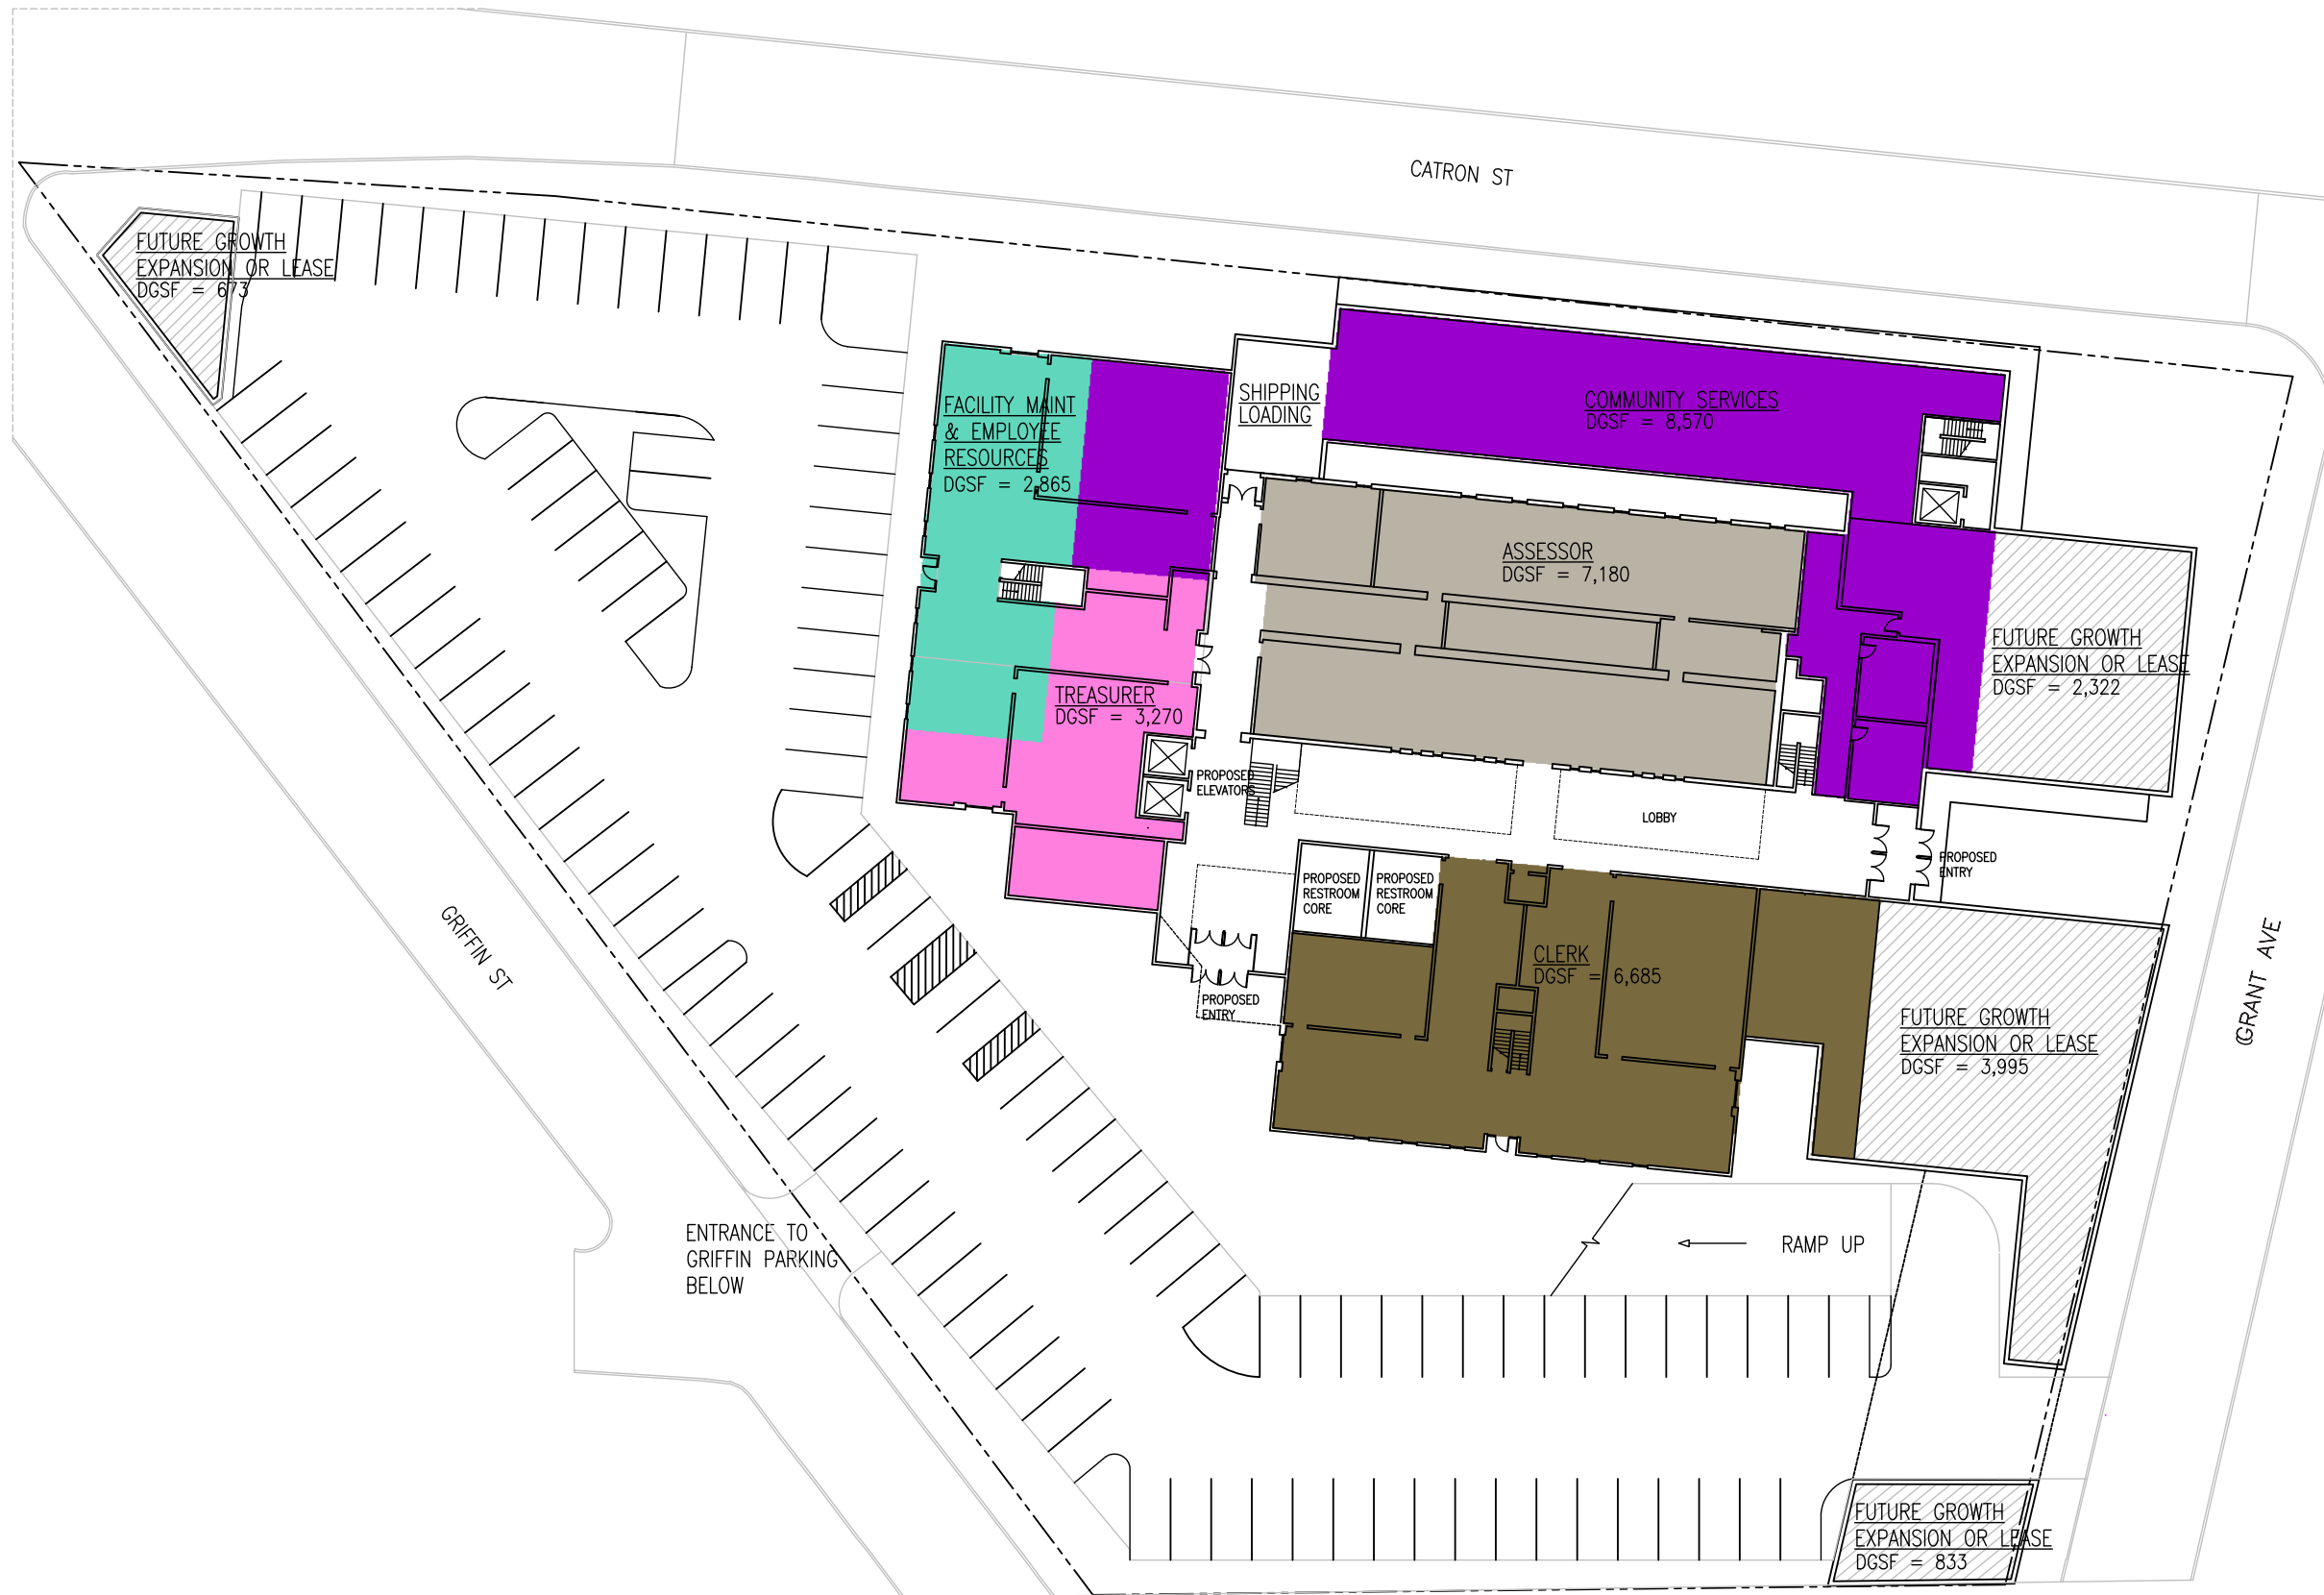 CATRON ST
FUTURE GROWTH
EXPANSION OR LEASE
DGSF = 673
FACILITY MAINT
& EMPLOYEE
RESOURCES
DGSF = 2,865
SHIPPING
LOADING
COMMUNITY SERVICES
DGSF = 8,570
ASSESSOR
DGSF = 7,180
FUTURE GROWTH
EXPANSION OR LEASE
DGSF = 2,322
TREASURER
DGSF = 3,270
PROPOSED
ELEVATORS
LOBBY
PROPOSED
ENTRY
PROPOSED
RESTROOM
CORE
PROPOSED
RESTROOM
CORE
CLERK
DGSF = 6,685
PROPOSED
ENTRY
GRIFFIN ST
GRANT AVE
FUTURE GROWTH
EXPANSION OR LEASE
DGSF = 3,995
ENTRANCE TO
GRIFFIN PARKING
BELOW
RAMP UP
FUTURE GROWTH
EXPANSION OR LEASE
DGSF = 833